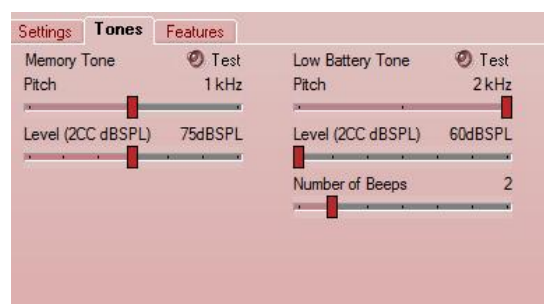 Settings Tones Features
Memory Tone Test
Pitch 1 kHz
Level (2CC dBSPL) 75dBSPL
Low Battery Tone Test
Pitch 2 kHz
Level (2CC dBSPL) 60dBSPL
Number of Beeps 2